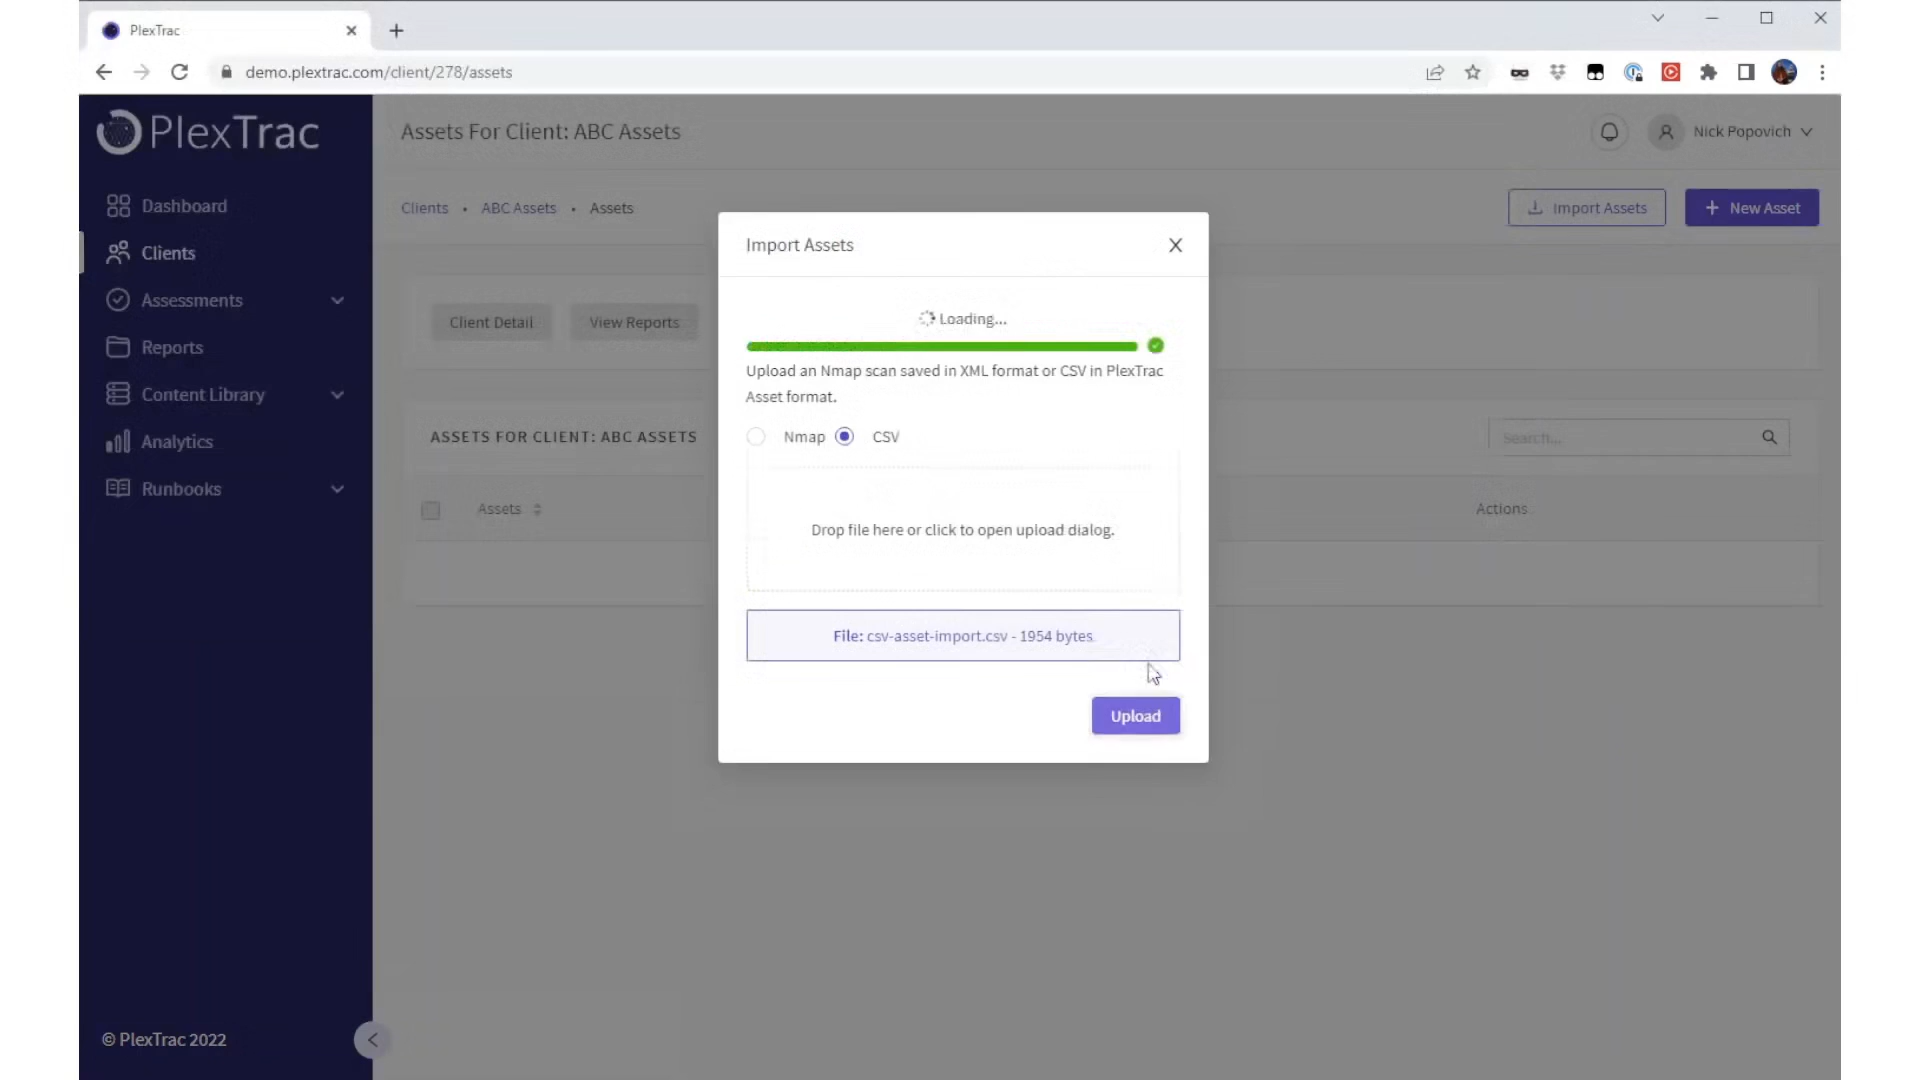 PlexTrac
demo.plextrac.com/client/278/assets
PlexTrac
Assets For Client: ABC Assets
Nick Popovich
Dashboard
Clients
Assessments
Reports
Content Library
Analytics
Runbooks
Clients • ABC Assets • Assets
Import Assets
+ New Asset
Client Detail
View Reports
ASSETS FOR CLIENT: ABC ASSETS
Search...
Assets
Actions
Import Assets
Loading...
Upload an Nmap scan saved in XML format or CSV in PlexTrac
Asset format.
Nmap
CSV
Drop file here or click to open upload dialog.
File: csv-asset-import.csv - 1954 bytes
Upload
© PlexTrac 2022